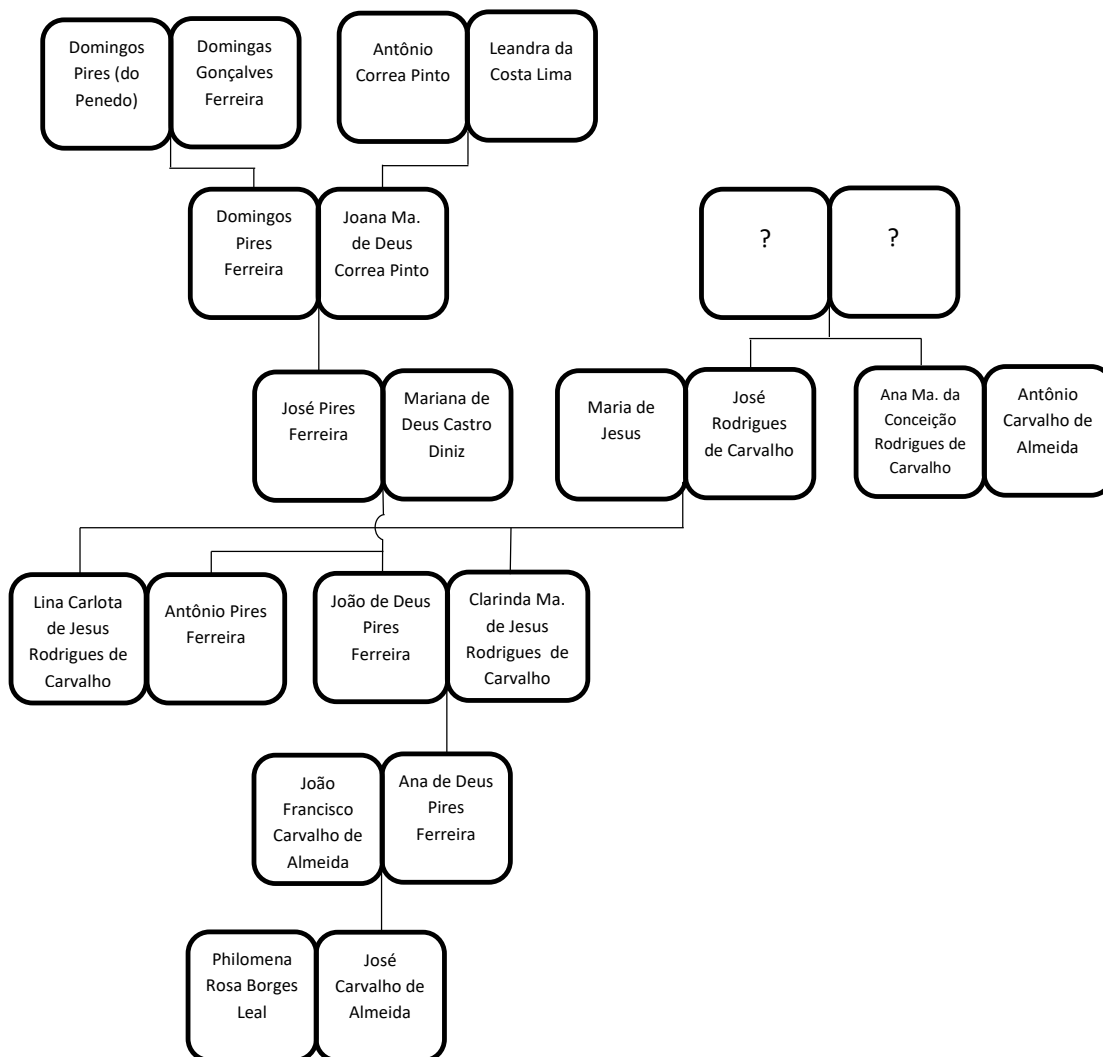 Domingos
Pires (do
Penedo)
Domingas
Gonçalves
Ferreira
Antônio
Correa Pinto
Leandra da
Costa Lima
Domingos
Pires
Ferreira
Joana Ma.
de Deus
Correa Pinto
?
?
José Pires
Ferreira
Mariana de
Deus Castro
Diniz
Maria de
Jesus
José
Rodrigues
de Carvalho
Ana Ma. da
Conceição
Rodrigues de
Carvalho
Antônio
Carvalho de
Almeida
Lina Carlota
de Jesus
Rodrigues de
Carvalho
Antônio Pires
Ferreira
João de Deus
Pires
Ferreira
Clarinda Ma.
de Jesus
Rodrigues de
Carvalho
João
Francisco
Carvalho de
Almeida
Ana de Deus
Pires
Ferreira
Philomena
Rosa Borges
Leal
José
Carvalho de
Almeida